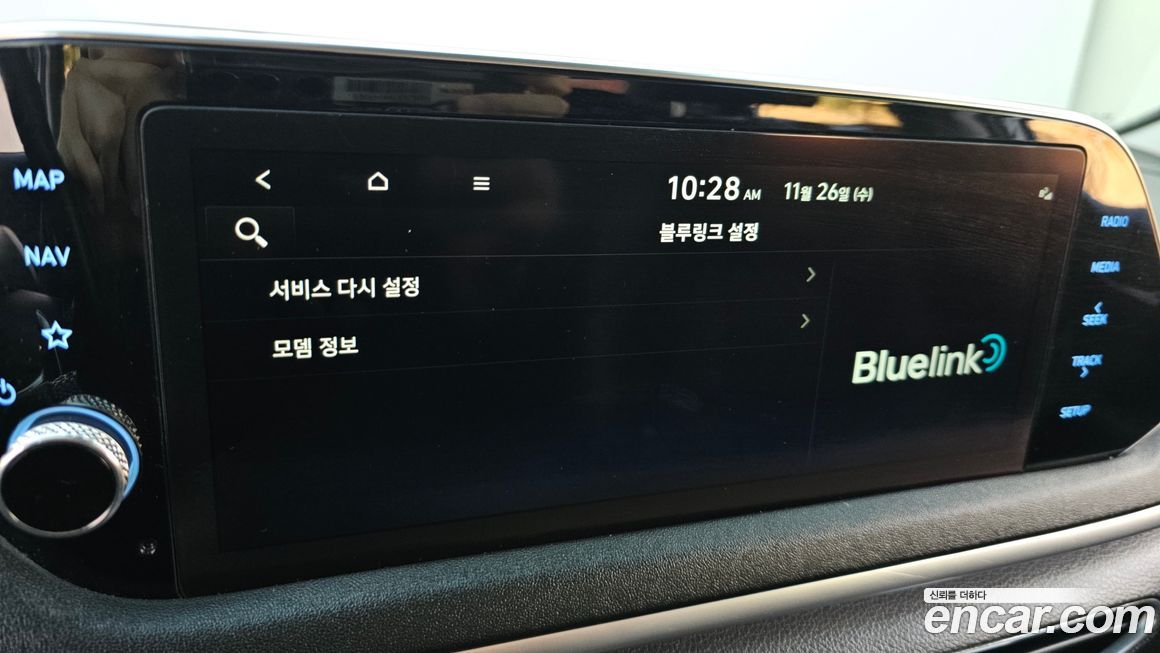 MAP
NAV
10:28 AM 11월 26일 (수)
블루링크 설정
서비스 다시 설정
모뎀 정보
Bluelink
RADIO
MEDIA
SEEK
TRACK
SETUP
신뢰를 더하다
encar.com